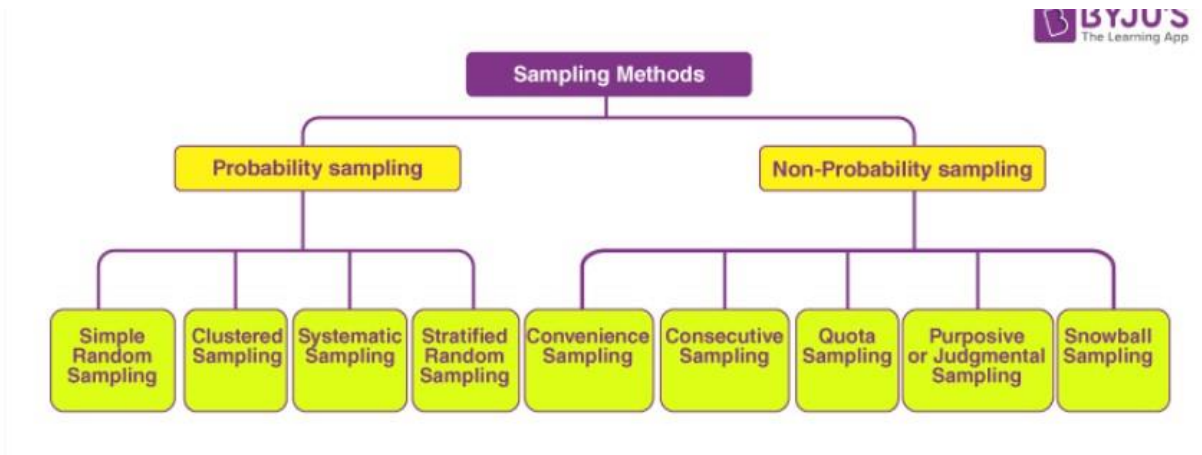 BYJU'S
The Learning App
Sampling Methods
Probability sampling
Non-Probability sampling
Simple
Random
Sampling
Clustered
Sampling
Systematic
Sampling
Stratified
Random
Sampling
Convenience
Sampling
Consecutive
Sampling
Quota
Sampling
Purposive
or Judgmental
Sampling
Snowball
Sampling